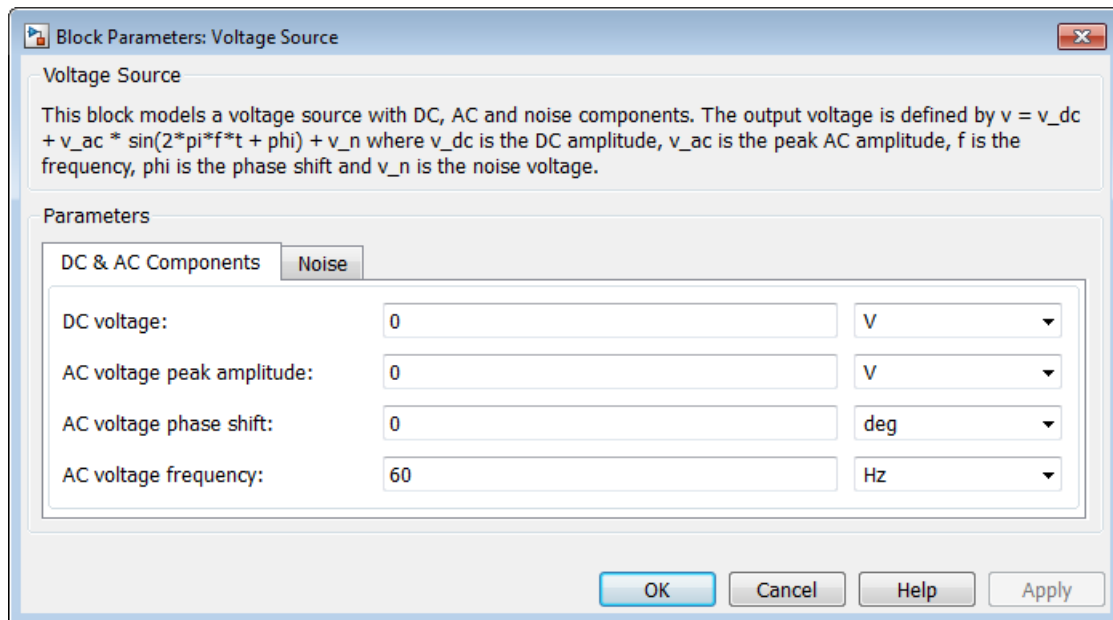 Block Parameters: Voltage Source
Voltage Source
This block models a voltage source with DC, AC and noise components. The output voltage is defined by v = v_dc
+ v_ac * sin(2*pi*f*t + phi) + v_n where v_dc is the DC amplitude, v_ac is the peak AC amplitude, f is the
frequency, phi is the phase shift and v_n is the noise voltage.
Parameters
DC & AC Components Noise
DC voltage: 0 V
AC voltage peak amplitude: 0 V
AC voltage phase shift: 0 deg
AC voltage frequency: 60 Hz
OK Cancel Help Apply